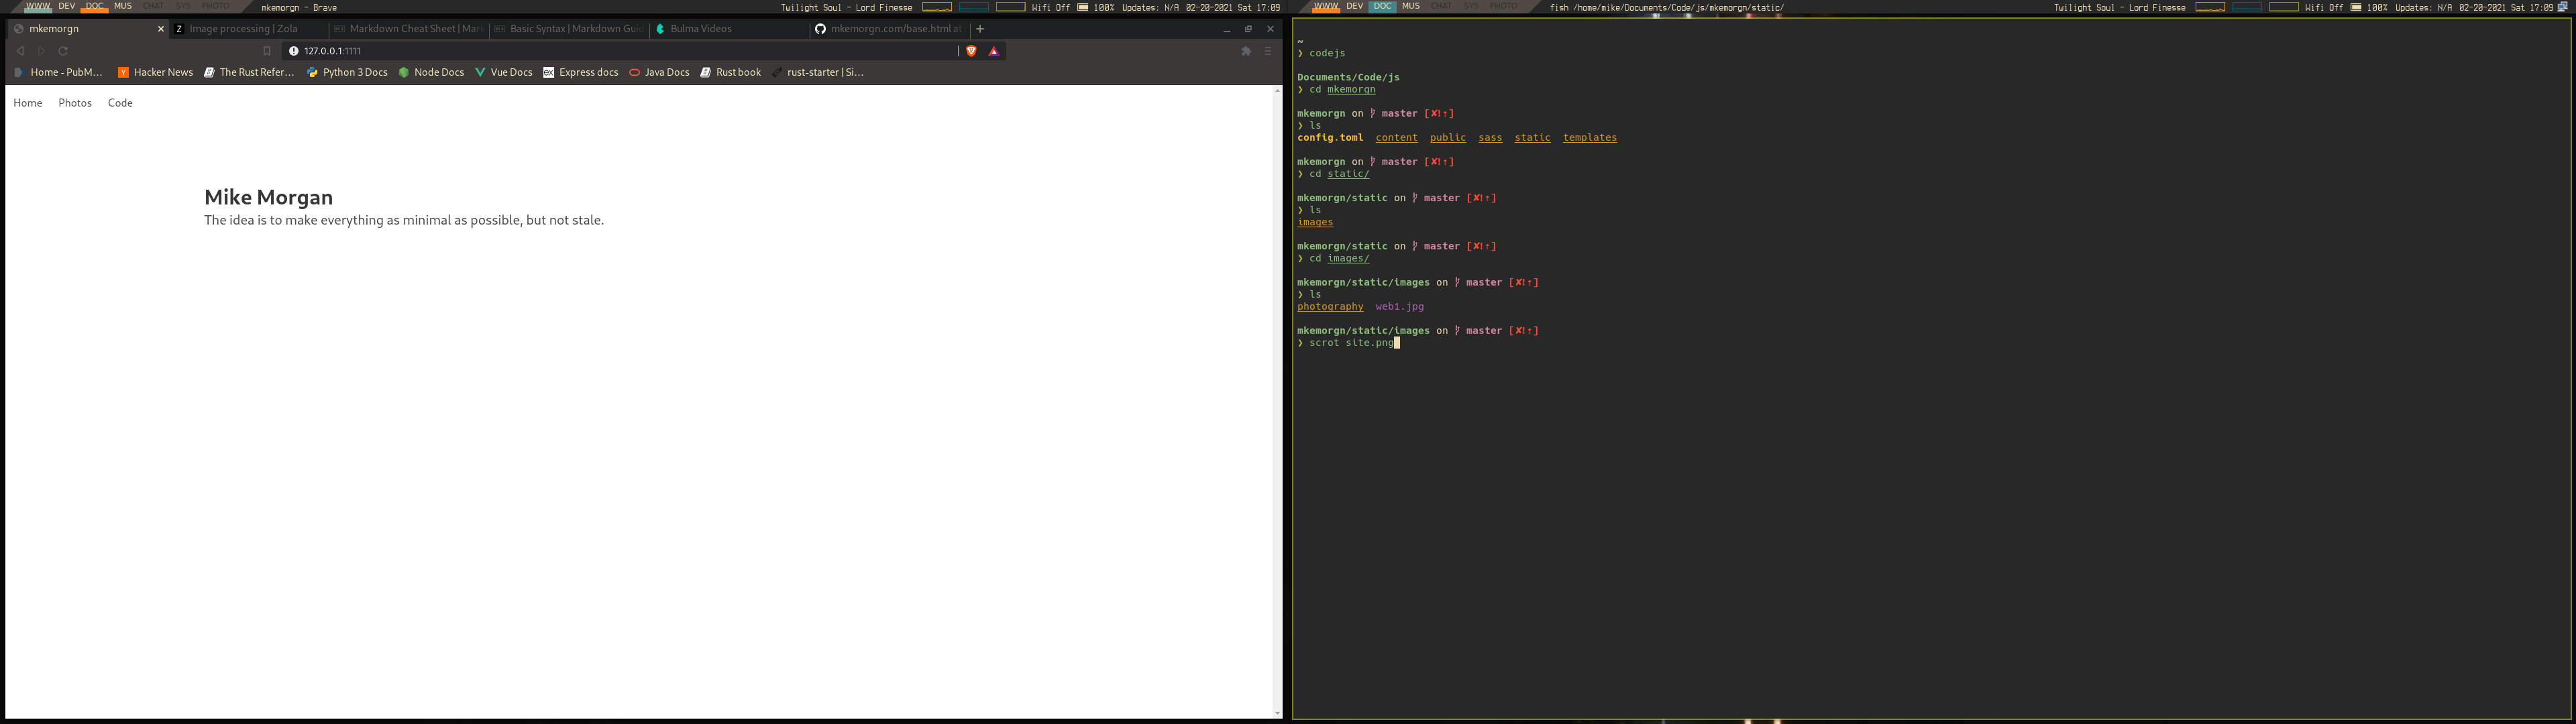 WWW DEV DOC MUS CHAT SYS PHOTO mkemorgn - Brave Twilight Soul - Lord Finesse Wifi Off 100% Updates: N/A 02-20-2021 Sat 17:09
mkemorgn Image processing | Zola Markdown Cheat Sheet | Mar Basic Syntax | Markdown Guid Bulma Videos mkemorgn.com/base.html at
127.0.0.1:1111
Home - PubM... Hacker News The Rust Refer... Python 3 Docs Node Docs Vue Docs Express docs Java Docs Rust book rust-starter | Si...
Home Photos Code
Mike Morgan
The idea is to make everything as minimal as possible, but not stale.
WWW DEV DOC MUS CHAT SYS PHOTO fish /home/mike/Documents/Code/js/mkemorgn/static/ Twilight Soul - Lord Finesse Wifi Off 100% Updates: N/A 02-20-2021 Sat 17:09
~
❯ codejs
Documents/Code/js
❯ cd mkemorgn
mkemorgn on master [✘!⇡]
❯ ls
config.toml content public sass static templates
mkemorgn on master [✘!⇡]
❯ cd static/
mkemorgn/static on master [✘!⇡]
❯ ls
images
mkemorgn/static on master [✘!⇡]
❯ cd images/
mkemorgn/static/images on master [✘!⇡]
❯ ls
photography web1.jpg
mkemorgn/static/images on master [✘!⇡]
❯ scrot site.png